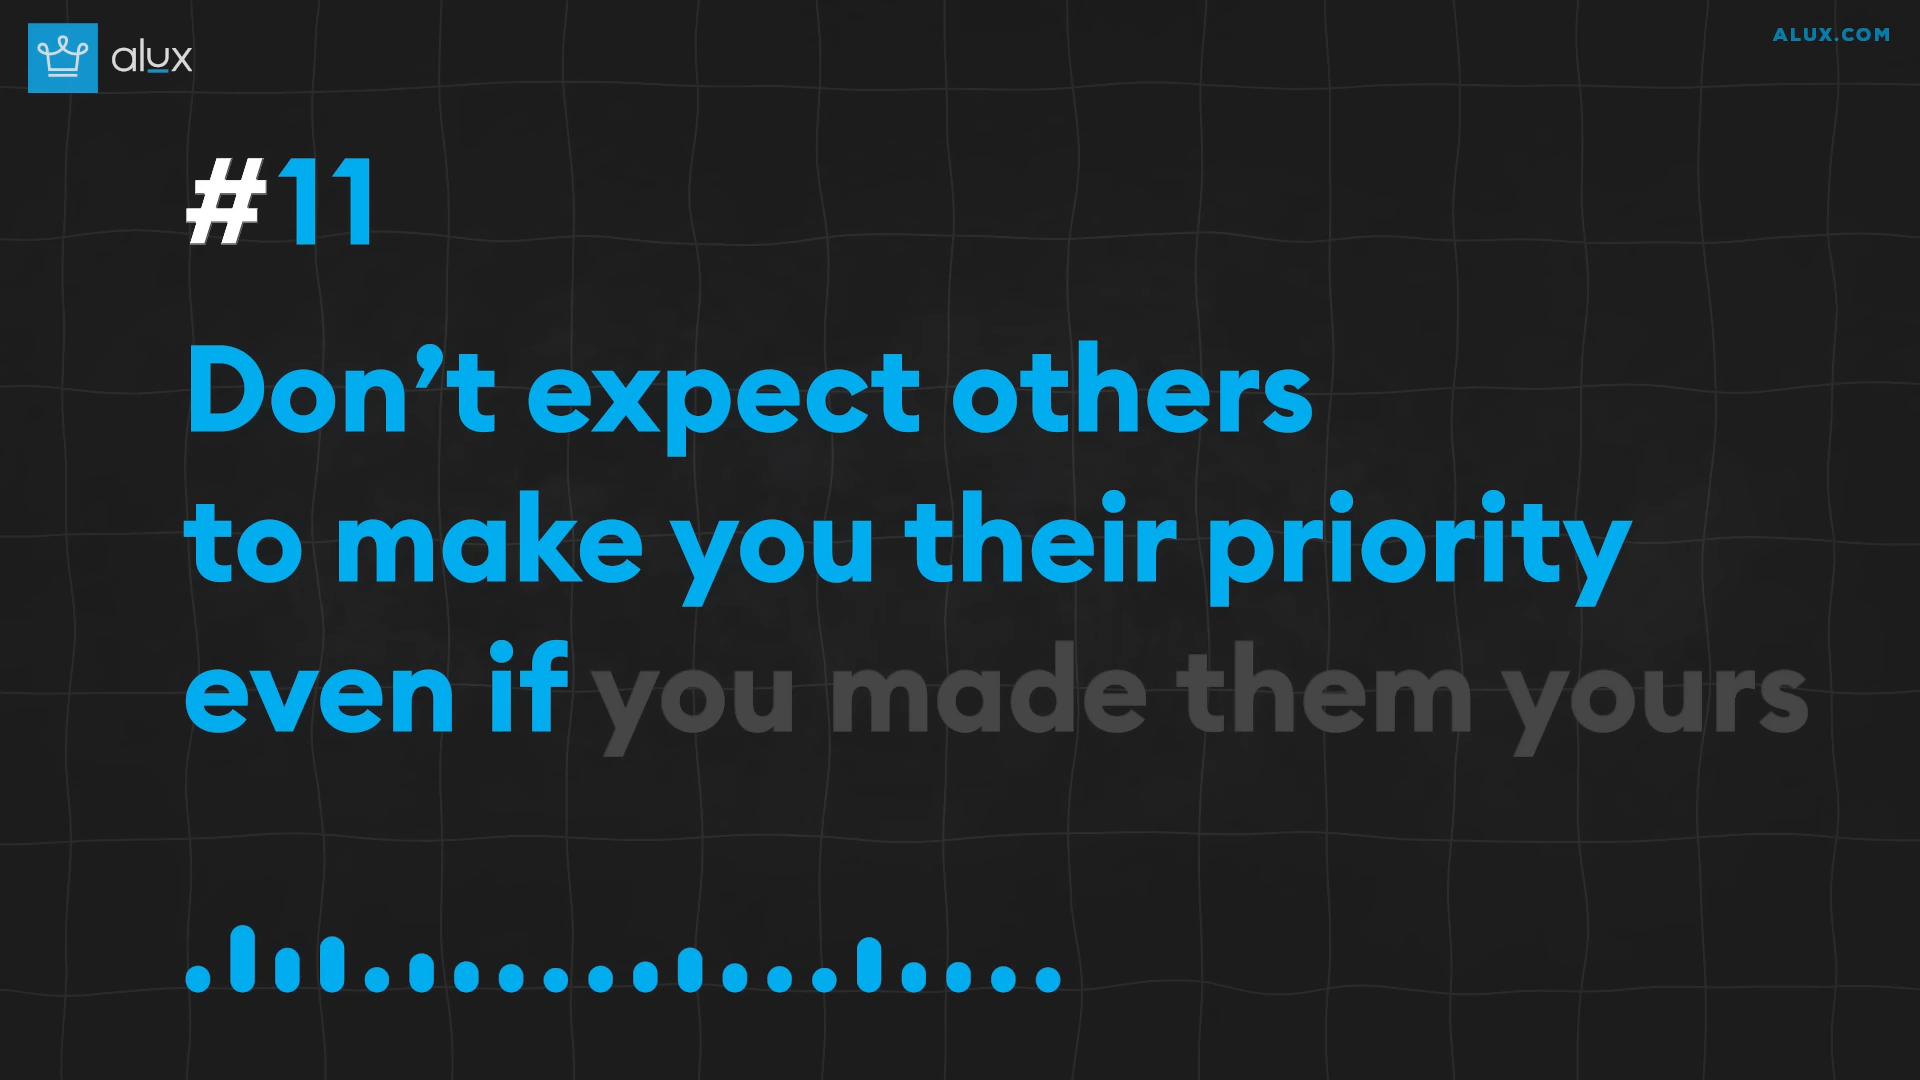 alux
ALUX.COM
#11
Don’t expect others
to make you their priority
even if you made them yours